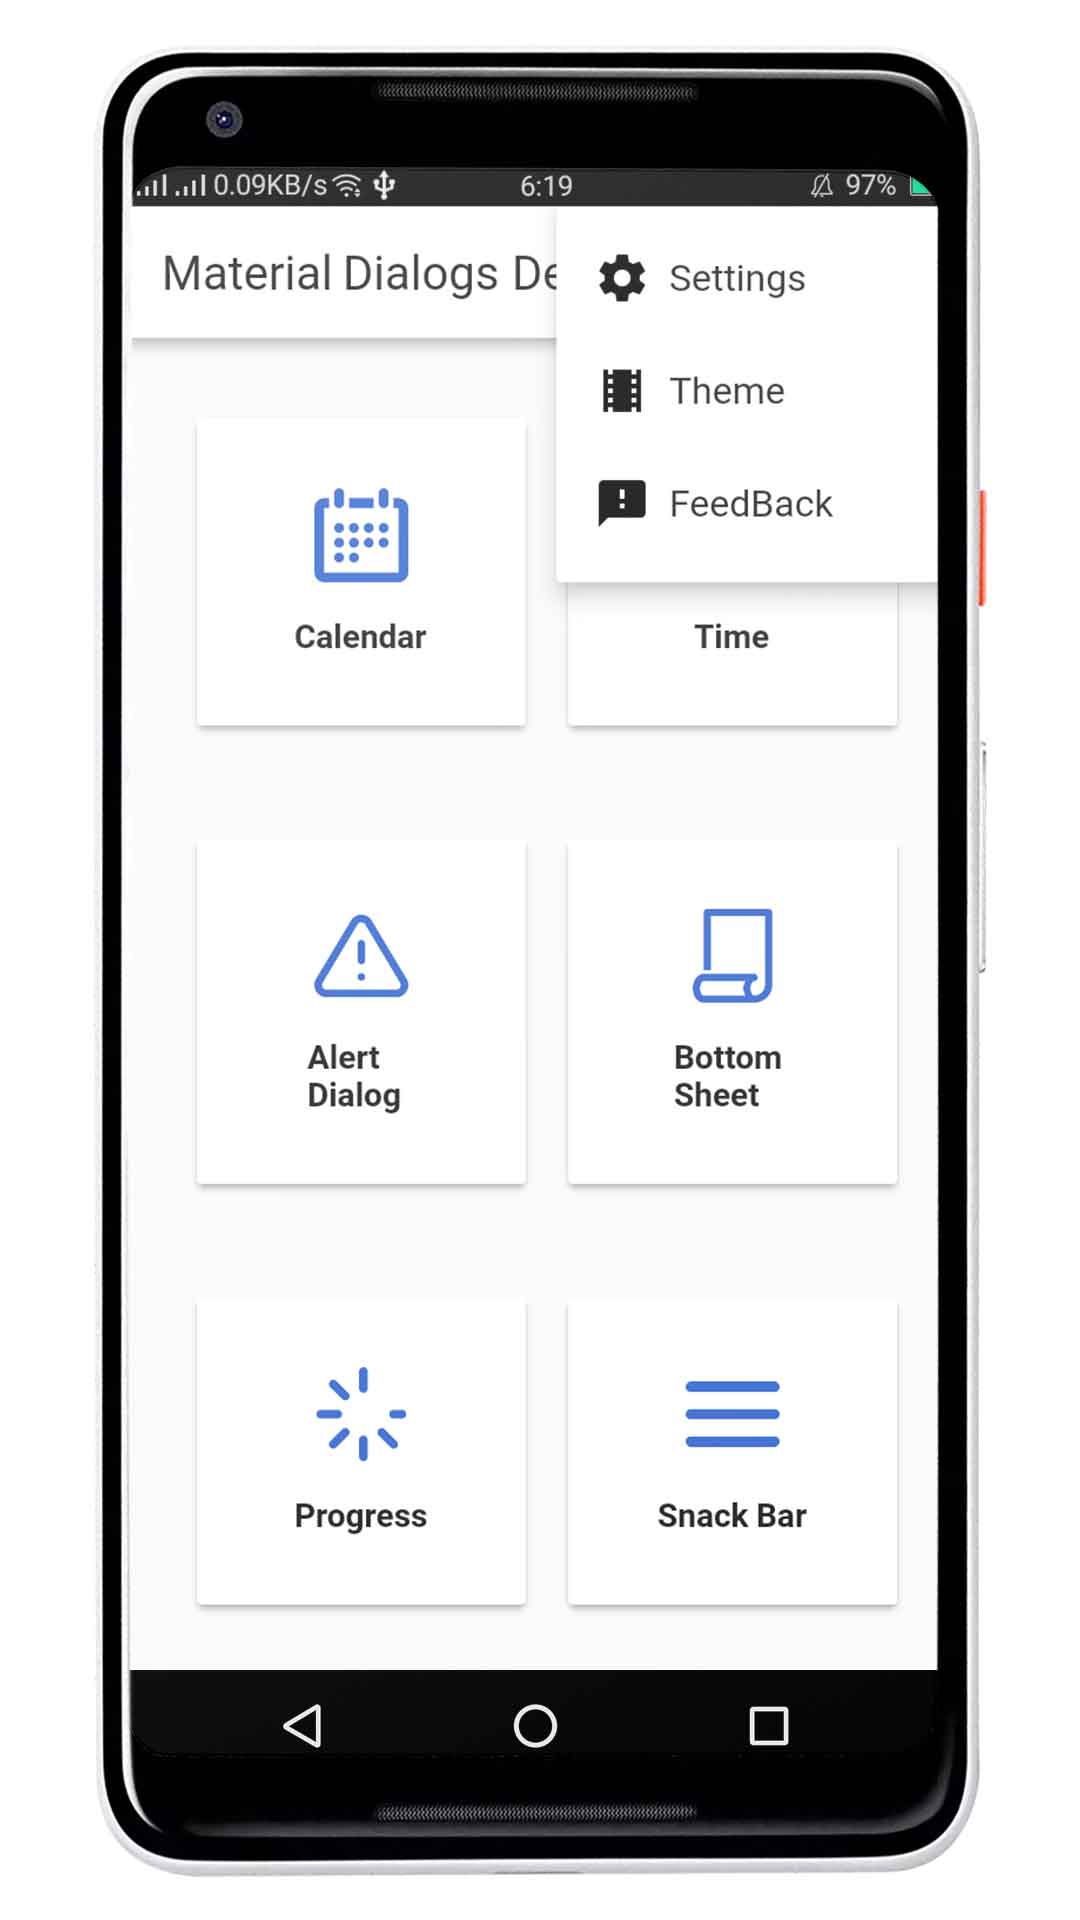 0.09KB/s 6:19 97%
Material Dialogs De
Settings
Theme
FeedBack
Calendar
Time
Alert
Dialog
Bottom
Sheet
Progress
Snack Bar